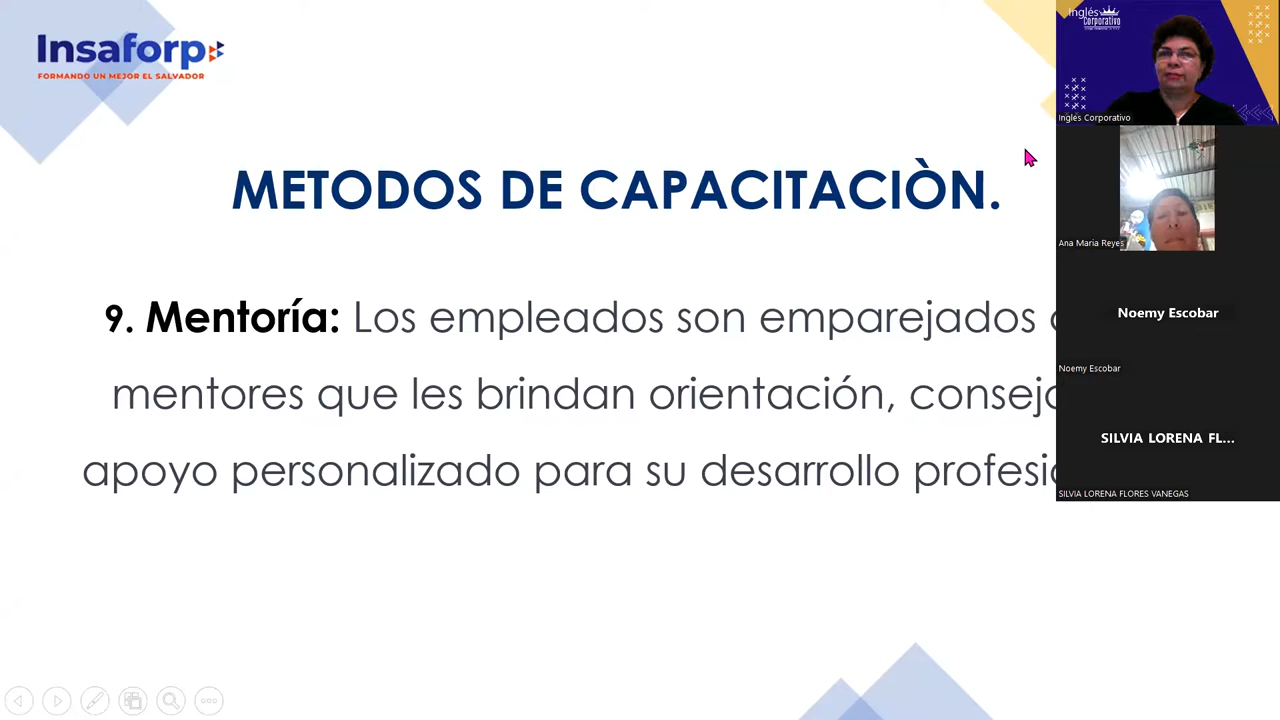 Insaforp
FORMANDO UN MEJOR EL SALVADOR
METODOS DE CAPACITACIÒN.
9. Mentoría: Los empleados son emparejados
mentores que les brindan orientación,
apoyo personalizado para su desarrollo
Inglés
Corporativo
Inglés Corporativo
Ana Maria Reyes
Noemy Escobar
Noemy Escobar
SILVIA LORENA FL...
SILVIA LORENA FLORES VANEGAS